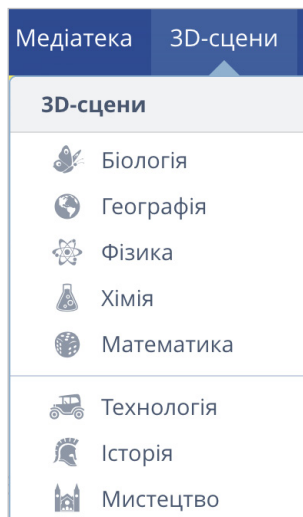 Медіатека 3D-сцени
3D-сцени
Біологія
Географія
Фізика
Хімія
Математика
Технологія
Історія
Мистецтво